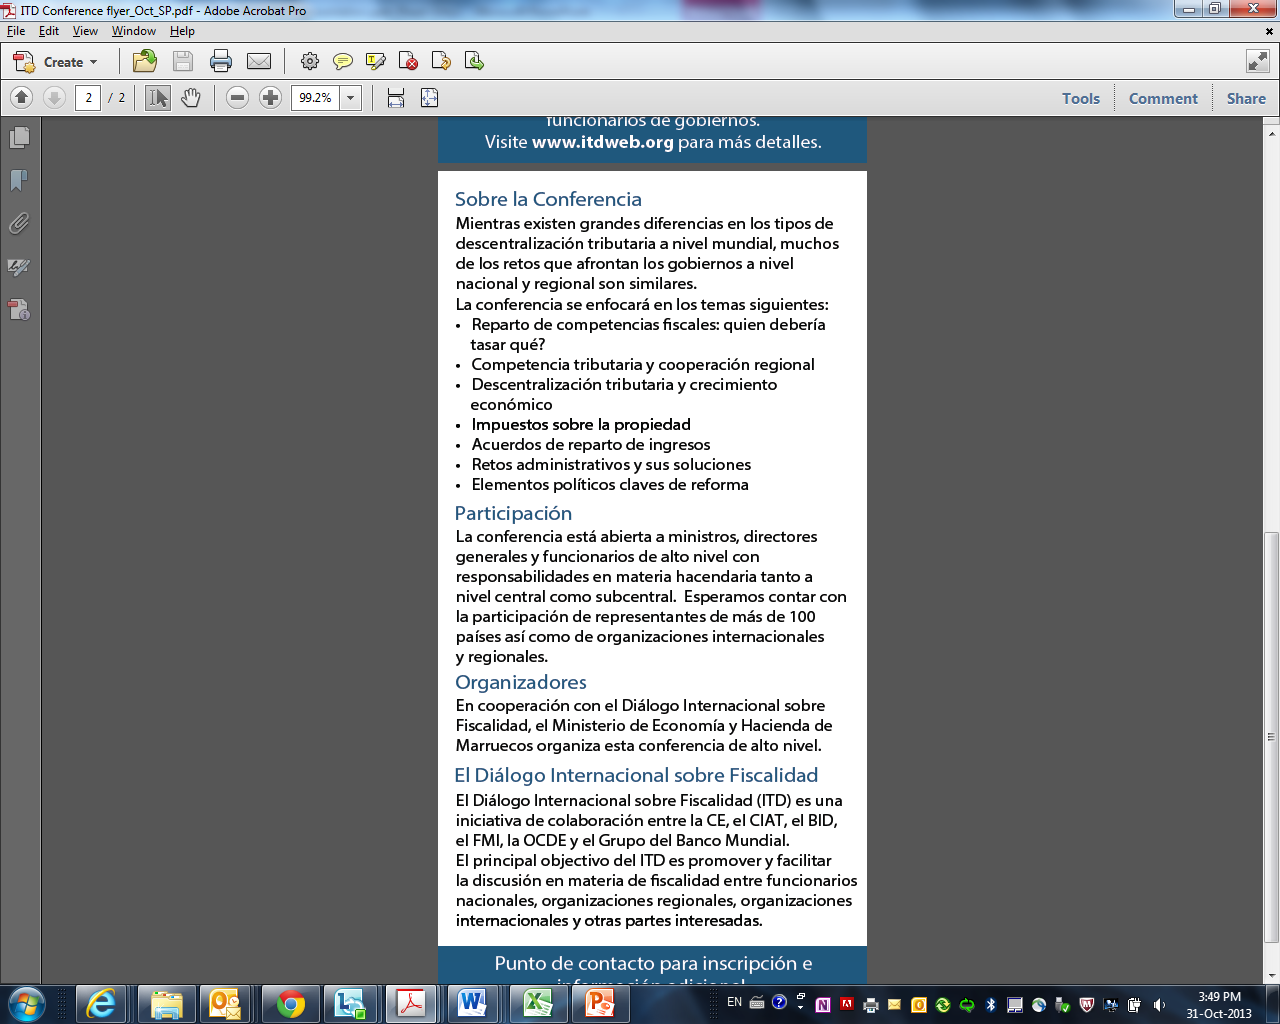 ITD Conference flyer_Oct_SP.pdf - Adobe Acrobat Pro
File Edit View Window Help
Create
2 / 2 99.2% Tools Comment Share
funcionarios de gobiernos.
Visite www.itdweb.org para más detalles.
Sobre la Conferencia
Mientras existen grandes diferencias en los tipos de
descentralización tributaria a nivel mundial, muchos
de los retos que afrontan los gobiernos a nivel
nacional y regional son similares.
La conferencia se enfocará en los temas siguientes:
• Reparto de competencias fiscales: quien debería
tasar qué?
• Competencia tributaria y cooperación regional
• Descentralización tributaria y crecimiento
económico
• Impuestos sobre la propiedad
• Acuerdos de reparto de ingresos
• Retos administrativos y sus soluciones
• Elementos políticos claves de reforma
Participación
La conferencia está abierta a ministros, directores
generales y funcionarios de alto nivel con
responsabilidades en materia hacendaria tanto a
nivel central como subcentral. Esperamos contar con
la participación de representantes de más de 100
países así como de organizaciones internacionales
y regionales.
Organizadores
En cooperación con el Diálogo Internacional sobre
Fiscalidad, el Ministerio de Economía y Hacienda de
Marruecos organiza esta conferencia de alto nivel.
El Diálogo Internacional sobre Fiscalidad
El Diálogo Internacional sobre Fiscalidad (ITD) es una
iniciativa de colaboración entre la CE, el CIAT, el BID,
el FMI, la OCDE y el Grupo del Banco Mundial.
El principal objectivo del ITD es promover y facilitar
la discusión en materia de fiscalidad entre funcionarios
nacionales, organizaciones regionales, organizaciones
internacionales y otras partes interesadas.
Punto de contacto para inscripción e
información adicional
EN
3:49 PM
31-Oct-2013